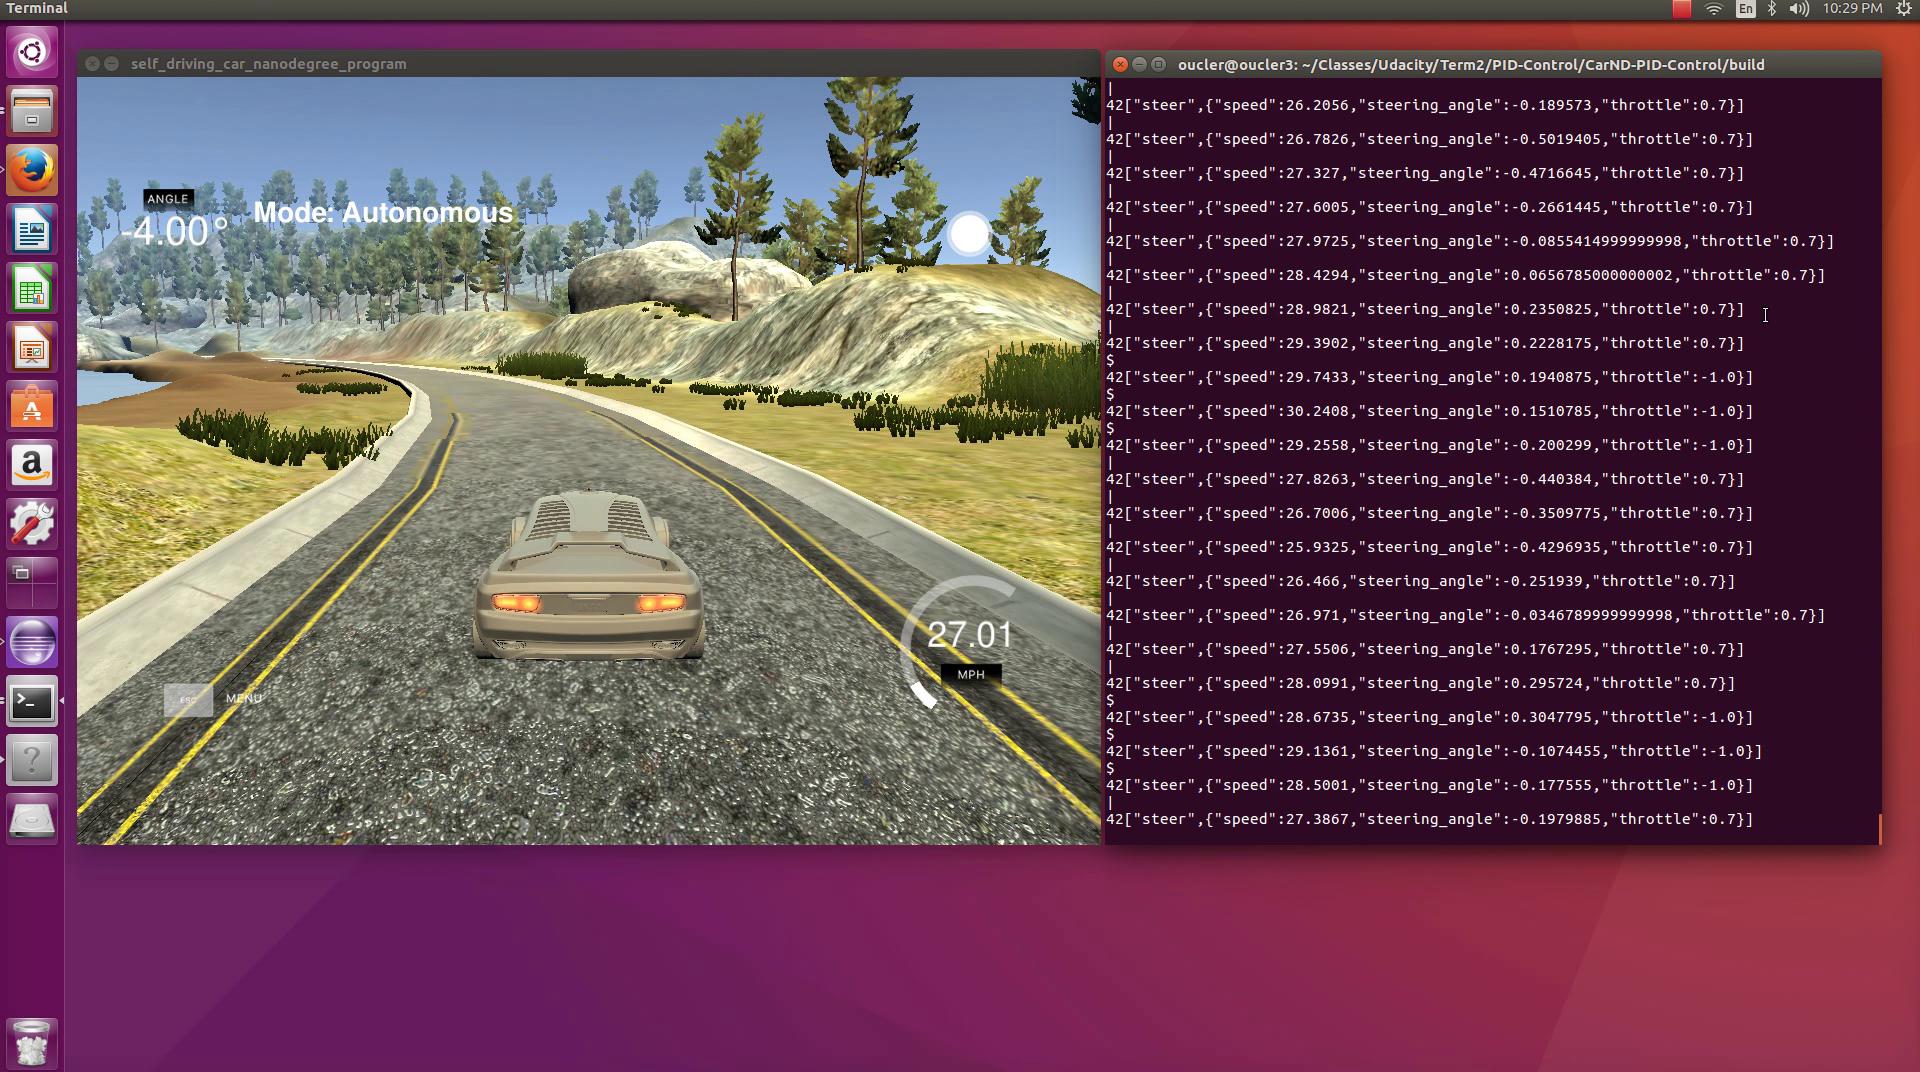 Terminal
En
10:29 PM
self_driving_car_nanodegree_program
ANGLE
-4.00°
Mode: Autonomous
27.01
MPH
ESC
MENU
oucler@oucler3: ~/Classes/Udacity/Term2/PID-Control/CarND-PID-Control/build
|
42["steer",{"speed":26.2056,"steering_angle":-0.189573,"throttle":0.7}]
|
42["steer",{"speed":26.7826,"steering_angle":-0.5019405,"throttle":0.7}]
|
42["steer",{"speed":27.327,"steering_angle":-0.4716645,"throttle":0.7}]
|
42["steer",{"speed":27.6005,"steering_angle":-0.2661445,"throttle":0.7}]
|
42["steer",{"speed":27.9725,"steering_angle":-0.0855414999999998,"throttle":0.7}]
|
42["steer",{"speed":28.4294,"steering_angle":0.0656785000000002,"throttle":0.7}]
|
42["steer",{"speed":28.9821,"steering_angle":0.2350825,"throttle":0.7}]
|
42["steer",{"speed":29.3902,"steering_angle":0.2228175,"throttle":0.7}]
$
42["steer",{"speed":29.7433,"steering_angle":0.1940875,"throttle":-1.0}]
$
42["steer",{"speed":30.2408,"steering_angle":0.1510785,"throttle":-1.0}]
$
42["steer",{"speed":29.2558,"steering_angle":-0.200299,"throttle":-1.0}]
|
42["steer",{"speed":27.8263,"steering_angle":-0.440384,"throttle":0.7}]
|
42["steer",{"speed":26.7006,"steering_angle":-0.3509775,"throttle":0.7}]
|
42["steer",{"speed":25.9325,"steering_angle":-0.4296935,"throttle":0.7}]
|
42["steer",{"speed":26.466,"steering_angle":-0.251939,"throttle":0.7}]
|
42["steer",{"speed":26.971,"steering_angle":-0.0346789999999998,"throttle":0.7}]
|
42["steer",{"speed":27.5506,"steering_angle":0.1767295,"throttle":0.7}]
|
42["steer",{"speed":28.0991,"steering_angle":0.295724,"throttle":0.7}]
$
42["steer",{"speed":28.6735,"steering_angle":0.3047795,"throttle":-1.0}]
$
42["steer",{"speed":29.1361,"steering_angle":-0.1074455,"throttle":-1.0}]
$
42["steer",{"speed":28.5001,"steering_angle":-0.177555,"throttle":-1.0}]
|
42["steer",{"speed":27.3867,"steering_angle":-0.1979885,"throttle":0.7}]